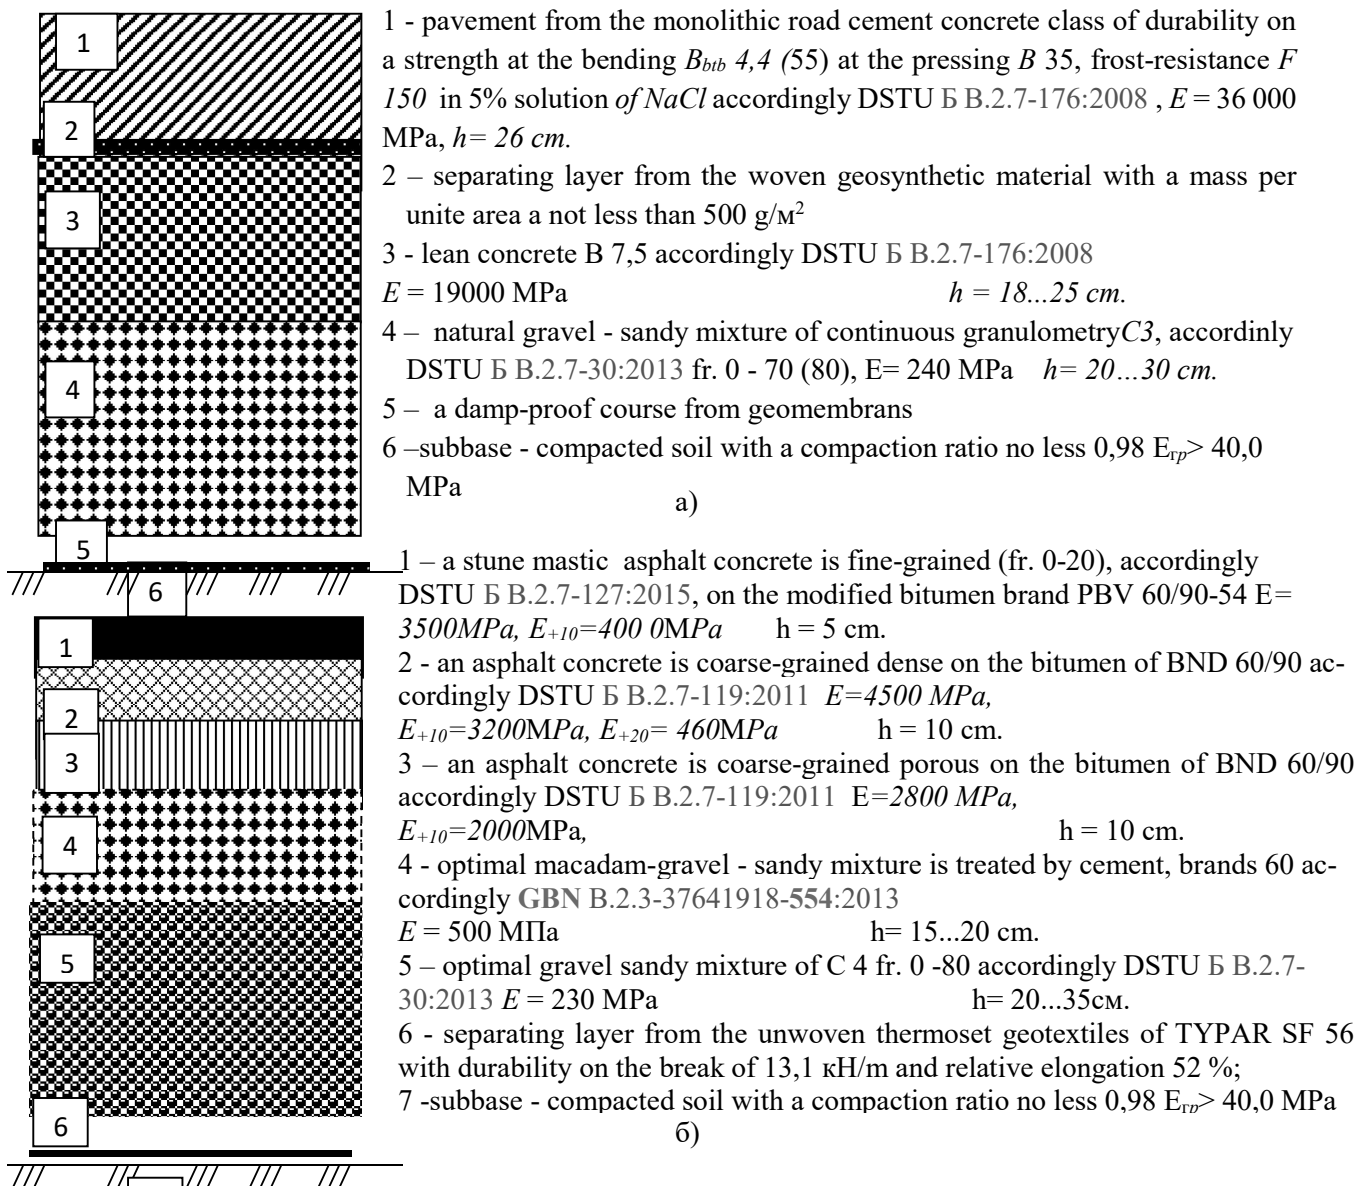 1 - pavement from the monolithic road cement concrete class of durability on
a strength at the bending Bbtb 4,4 (55) at the pressing B 35, frost-resistance F
150 in 5% solution of NaCl accordingly DSTU Б В.2.7-176:2008 , E = 36 000
MPa, h= 26 cm.
2 – separating layer from the woven geosynthetic material with a mass per
unite area a not less than 500 g/м2
3 - lean concrete B 7,5 accordingly DSTU Б В.2.7-176:2008
E = 19000 MPa h = 18...25 cm.
4 – natural gravel - sandy mixture of continuous granulometryC3, accordinly
DSTU Б В.2.7-30:2013 fr. 0 - 70 (80), E= 240 MPa h= 20...30 cm.
5 – a damp-proof course from geomembrans
6 –subbase - compacted soil with a compaction ratio no less 0,98 Eгр> 40,0
MPa
а)
1
2
3
4
5
6
1 – a stune mastic asphalt concrete is fine-grained (fr. 0-20), accordingly
DSTU Б В.2.7-127:2015, on the modified bitumen brand PBV 60/90-54 E=
3500MPa, E+10=400 0MPa h = 5 cm.
2 - an asphalt concrete is coarse-grained dense on the bitumen of BND 60/90 ac-
cordingly DSTU Б В.2.7-119:2011 E=4500 MPa,
E+10=3200MPa, E+20= 460MPa h = 10 cm.
3 – an asphalt concrete is coarse-grained porous on the bitumen of BND 60/90
accordingly DSTU Б В.2.7-119:2011 E=2800 MPa,
E+10=2000MPa, h = 10 cm.
4 - optimal macadam-gravel - sandy mixture is treated by cement, brands 60 ac-
cordingly GBN В.2.3-37641918-554:2013
E = 500 МПа h= 15...20 cm.
5 – optimal gravel sandy mixture of C 4 fr. 0 -80 accordingly DSTU Б В.2.7-
30:2013 E = 230 MPa h= 20...35см.
6 - separating layer from the unwoven thermoset geotextiles of TYPAR SF 56
with durability on the break of 13,1 кН/m and relative elongation 52 %;
7 -subbase - compacted soil with a compaction ratio no less 0,98 Eгр> 40,0 MPa
б)
1
2
3
4
5
6